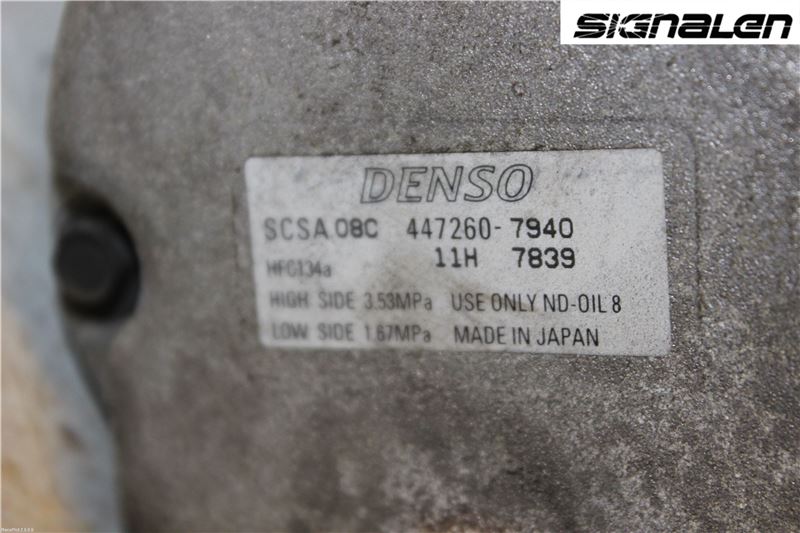 SIGNALEN
DENSO
SCSA 08C 447260-7940
11H 7839
HFC134a
HIGH SIDE 3.53MPa USE ONLY ND-OIL 8
LOW SIDE 1.67MPa MADE IN JAPAN